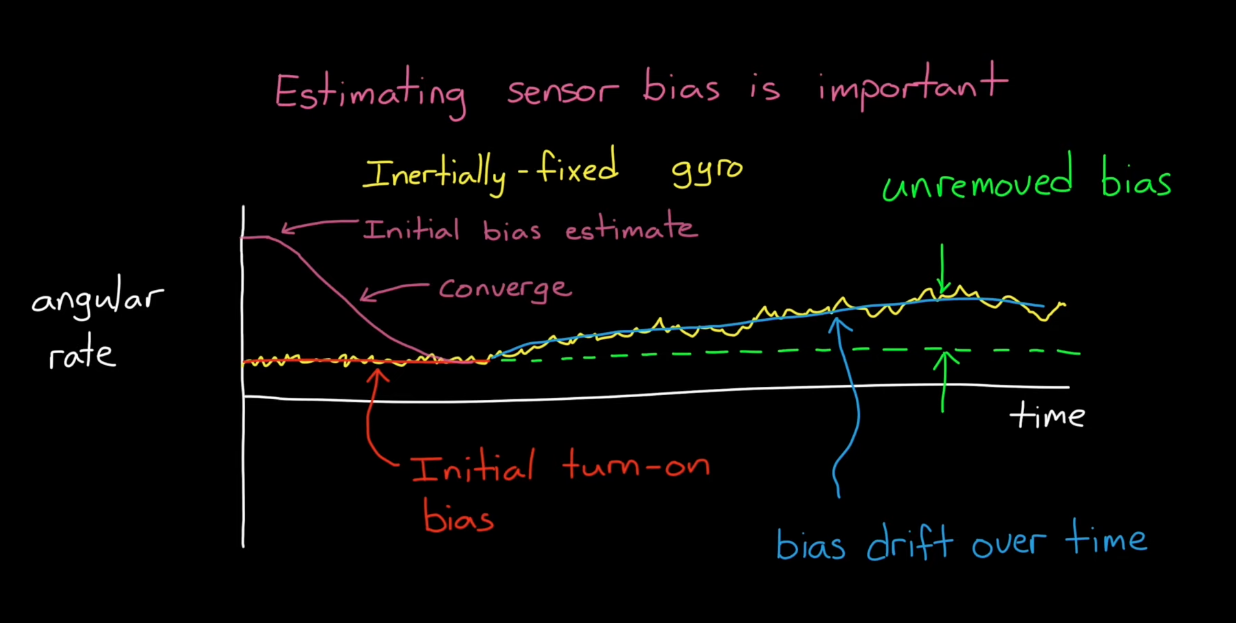 Estimating sensor bias is important
Inertially-fixed gyro
unremoved bias
Initial bias estimate
angular
rate
Converge
time
Initial turn-on
bias
bias drift over time